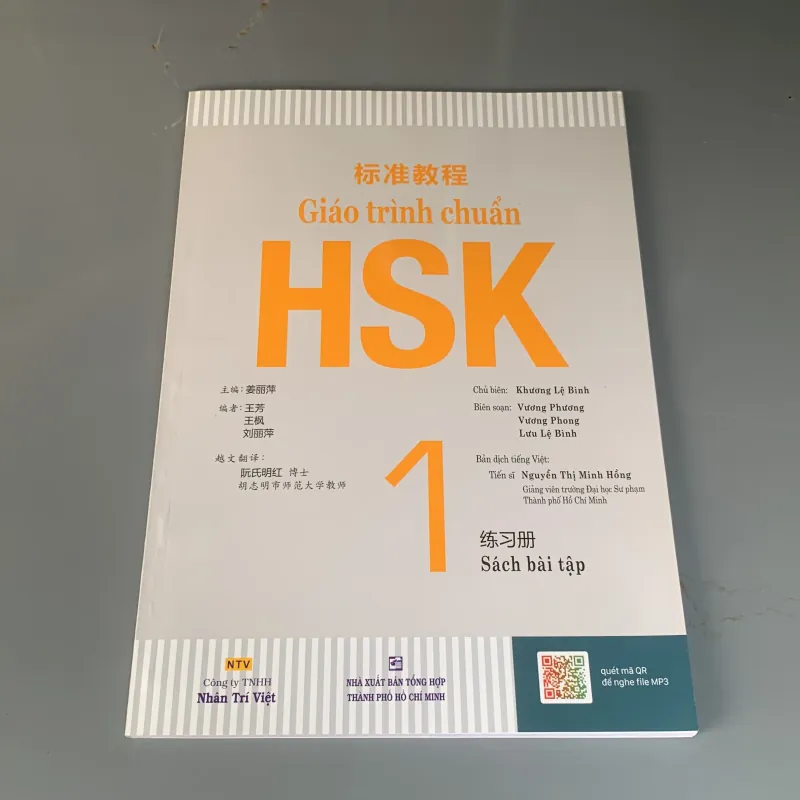 标准教程
Giáo trình chuẩn
HSK
主编: 姜丽萍
编者: 王芳
王枫
刘丽萍
越文翻译:
阮氏明红 博士
胡志明市师范大学教师
Chủ biên: Khương Lệ Bình
Biên soạn: Vương Phương
Vương Phong
Lưu Lệ Bình
Bản dịch tiếng Việt:
Tiến sĩ Nguyễn Thị Minh Hồng
Giảng viên trường Đại học Sư phạm
Thành phố Hồ Chí Minh
1
练习册
Sách bài tập
NTV
Công ty TNHH
Nhân Trí Việt
NHÀ XUẤT BẢN TỔNG HỢP
THÀNH PHỐ HỒ CHÍ MINH
quét mã QR
để nghe file MP3